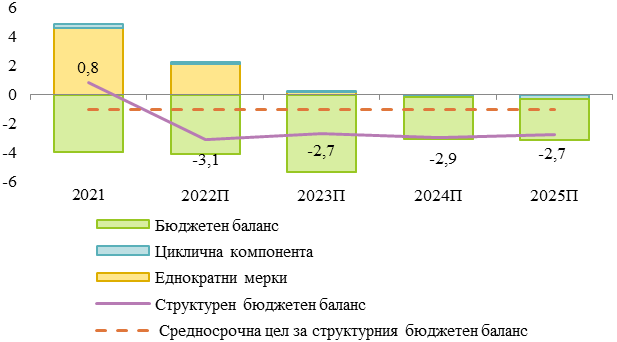 6
4
2
0
-2
-4
-6
0,8
-3,1
-2,7
-2,9
-2,7
2021
2022П
2023П
2024П
2025П
Бюджетен баланс
Циклична компонента
Еднократни мерки
Структурен бюджетен баланс
Средносрочна цел за структурния бюджетен баланс